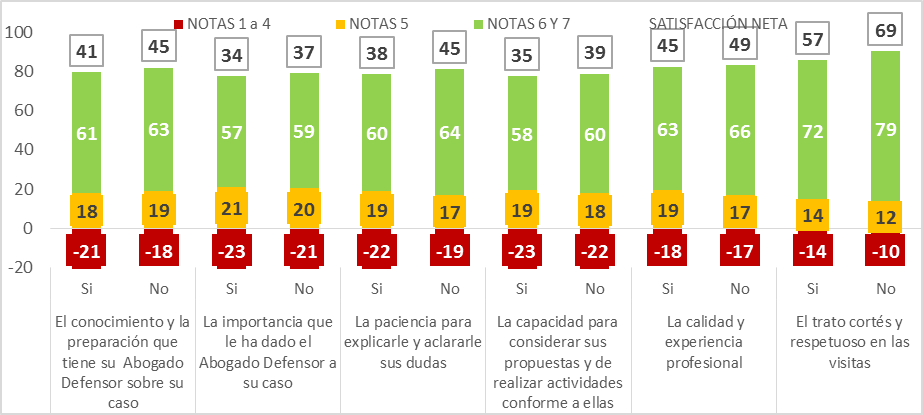 NOTAS 1 a 4 NOTAS 5 NOTAS 6 Y 7 SATISFACCIÓN NETA
100
80
60
40
20
0
-20
41 45 34 37 38 45 35 39 45 49 57 69
61 63 57 59 60 64 58 60 63 66 72 79
18 19 21 20 19 17 19 18 19 17 14 12
-21 -18 -23 -21 -22 -19 -23 -22 -18 -17 -14 -10
Si No Si No Si No Si No Si No Si No
El conocimiento y la
preparación que
tiene su Abogado
Defensor sobre su
caso
La importancia que
le ha dado el
Abogado Defensor a
su caso
La paciencia para
explicarle y aclararle
sus dudas
La capacidad para
considerar sus
propuestas y de
realizar actividades
conforme a ellas
La calidad y
experiencia
profesional
El trato cortés y
respetuoso en las
visitas